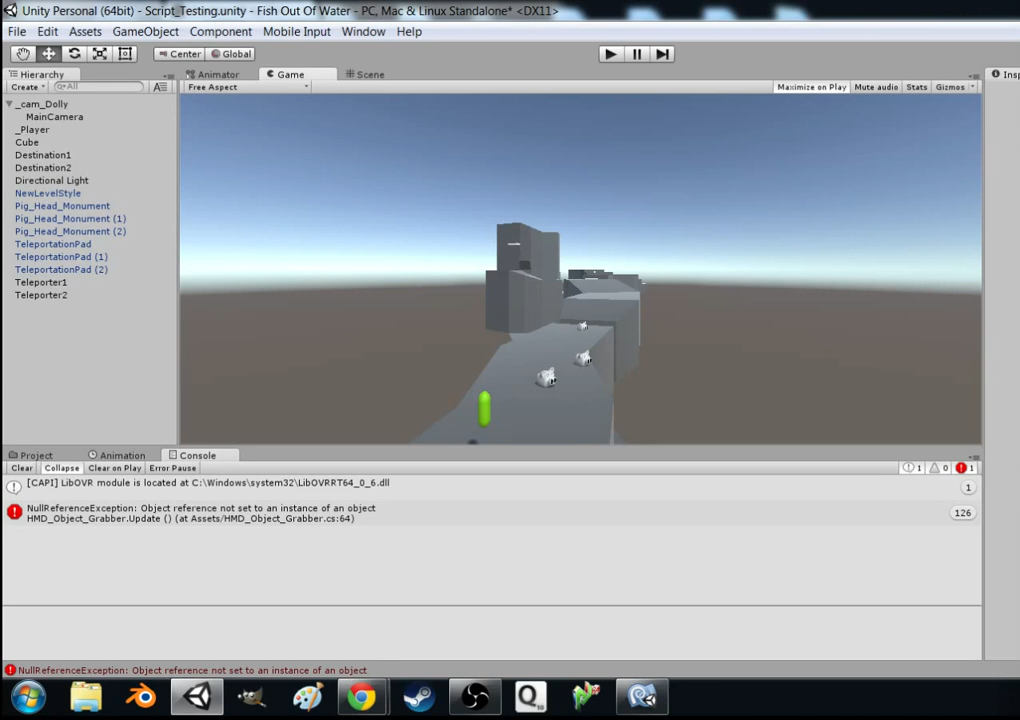 Unity Personal (64bit) - Script_Testing.unity - Fish Out Of Water - PC, Mac & Linux Standalone* <DX11>
File Edit Assets GameObject Component Mobile Input Window Help
Center Global
Hierarchy
Animator Game Scene
Insp
Create All
Free Aspect
Maximize on Play Mute audio Stats Gizmos
_cam_Dolly
MainCamera
_Player
Cube
Destination1
Destination2
Directional Light
NewLevelStyle
Pig_Head_Monument
Pig_Head_Monument (1)
Pig_Head_Monument (2)
TeleportationPad
TeleportationPad (1)
TeleportationPad (2)
Teleporter1
Teleporter2
Project Animation Console
Clear Collapse Clear on Play Error Pause
1 0 1
[CAPI] LibOVR module is located at C:\Windows\system32\LibOVRRT64_0_6.dll
1
NullReferenceException: Object reference not set to an instance of an object
HMD_Object_Grabber.Update () (at Assets/HMD_Object_Grabber.cs:64)
126
NullReferenceException: Object reference not set to an instance of an object
Q